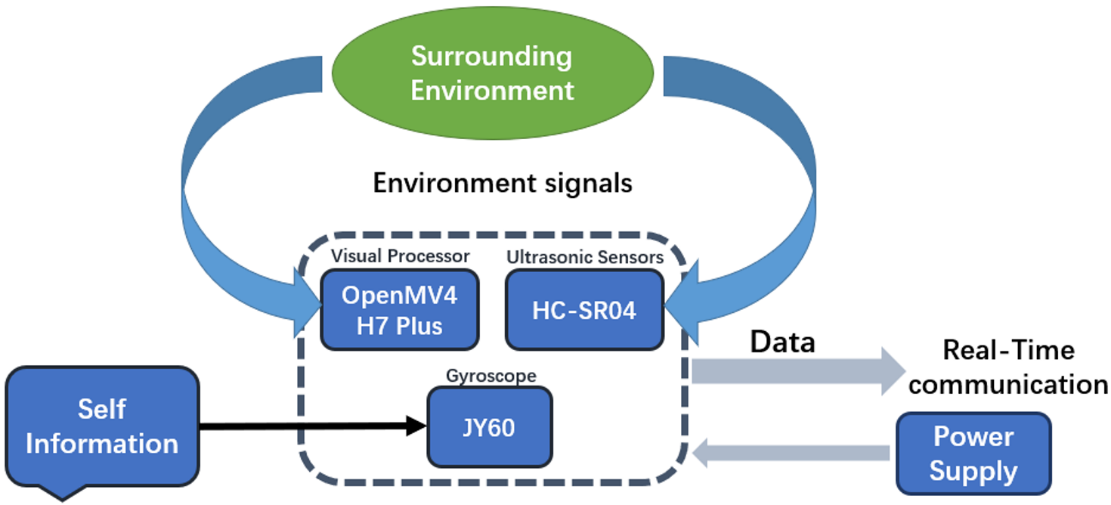 Surrounding
Environment
Environment signals
Visual Processor
OpenMV4
H7 Plus
Ultrasonic Sensors
HC-SR04
Gyroscope
JY60
Self
Information
Data
Real-Time
communication
Power
Supply